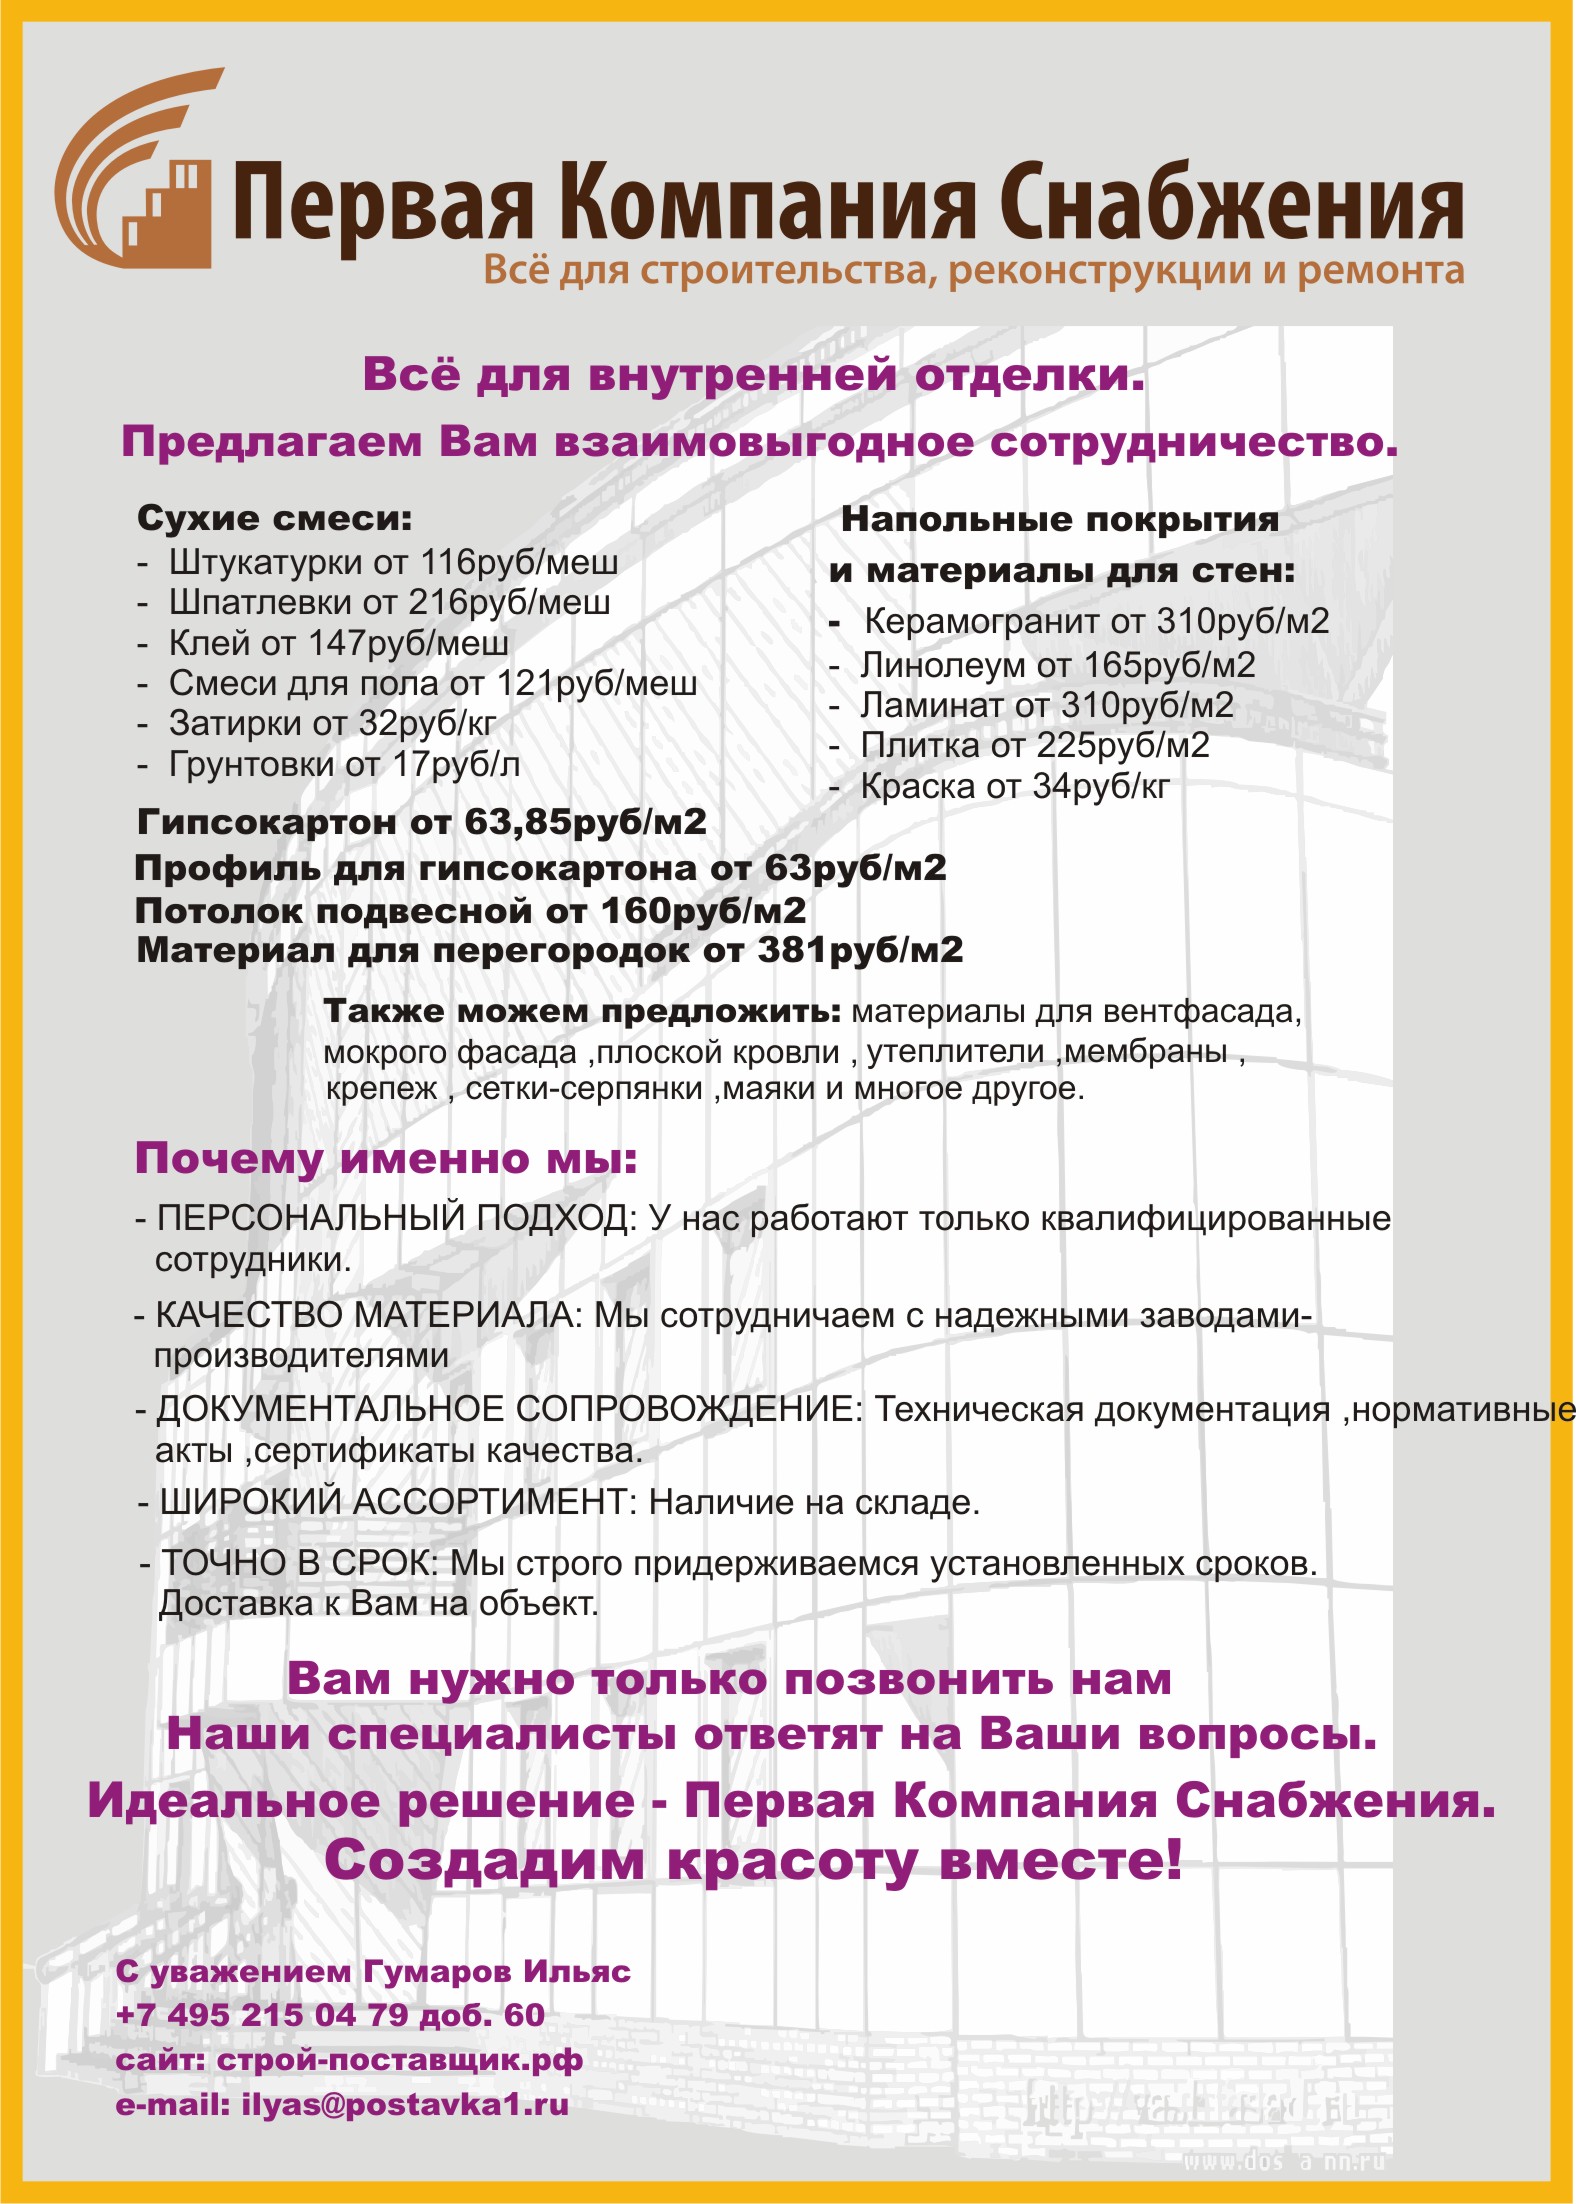 Первая Компания Снабжения
Всё для строительства, реконструкции и ремонта
Всё для внутренней отделки.
Предлагаем Вам взаимовыгодное сотрудничество.
Сухие смеси:
- Штукатурки от 116руб/меш
- Шпатлевки от 216руб/меш
- Клей от 147руб/меш
- Смеси для пола от 121руб/меш
- Затирки от 32руб/кг
- Грунтовки от 17руб/л
Напольные покрытия
и материалы для стен:
- Керамогранит от 310руб/м2
- Линолеум от 165руб/м2
- Ламинат от 310руб/м2
- Плитка от 225руб/м2
- Краска от 34руб/кг
Гипсокартон от 63,85руб/м2
Профиль для гипсокартона от 63руб/м2
Потолок подвесной от 160руб/м2
Материал для перегородок от 381руб/м2
Также можем предложить: материалы для вентфасада,
мокрого фасада ,плоской кровли , утеплители ,мембраны ,
крепеж , сетки-серпянки ,маяки и многое другое.
Почему именно мы:
- ПЕРСОНАЛЬНЫЙ ПОДХОД: У нас работают только квалифицированные
сотрудники.
- КАЧЕСТВО МАТЕРИАЛА: Мы сотрудничаем с надежными заводами-
производителями
- ДОКУМЕНТАЛЬНОЕ СОПРОВОЖДЕНИЕ: Техническая документация ,нормативные
акты ,сертификаты качества.
- ШИРОКИЙ АССОРТИМЕНТ: Наличие на складе.
- ТОЧНО В СРОК: Мы строго придерживаемся установленных сроков.
Доставка к Вам на объект.
Вам нужно только позвонить нам
Наши специалисты ответят на Ваши вопросы.
Идеальное решение - Первая Компания Снабжения.
Создадим красоту вместе!
С уважением Гумаров Ильяс
+7 495 215 04 79 доб. 60
сайт: строй-поставщик.рф
e-mail: ilyas@postavka1.ru